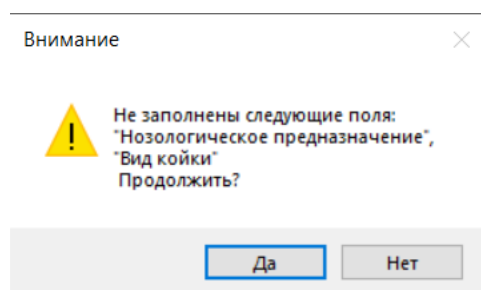 Внимание
Не заполнены следующие поля:
"Нозологическое предназначение",
"Вид койки"
Продолжить?
Да
Нет